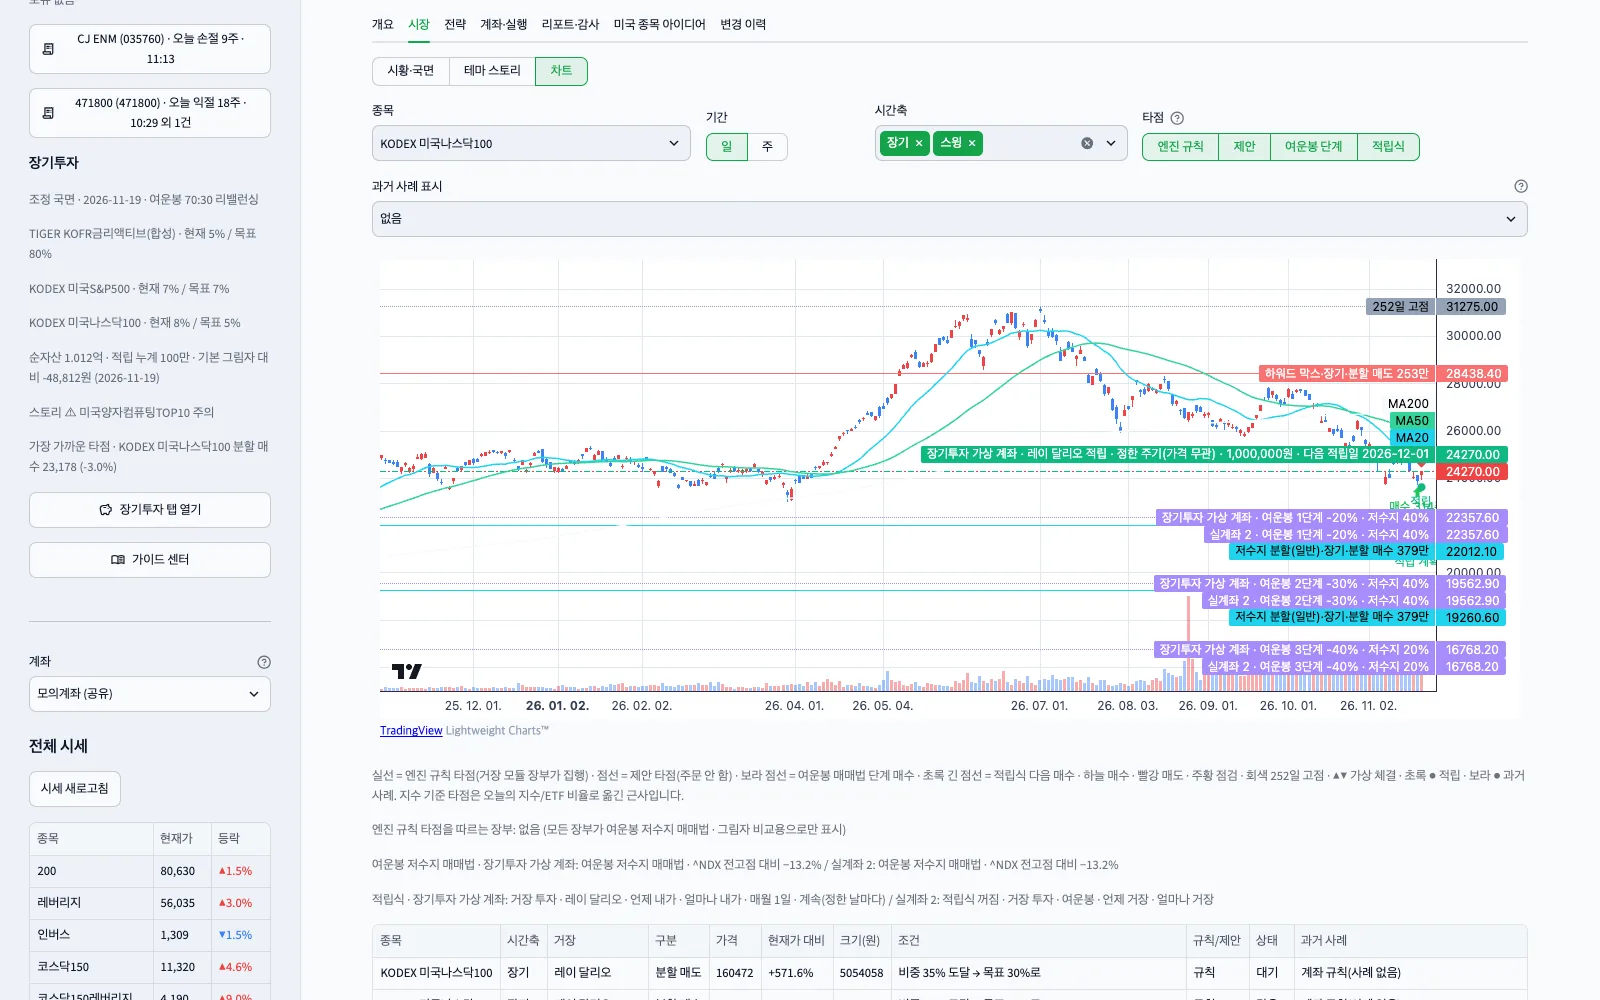 CJ ENM (035760) · 오늘 손절 9주 ·
11:13
471800 (471800) · 오늘 익절 18주 ·
10:29 외 1건
장기투자
조정 국면 · 2026-11-19 · 여운봉 70:30 리밸런싱
TIGER KOFR금리액티브(합성) · 현재 5% / 목표
80%
KODEX 미국S&P500 · 현재 7% / 목표 7%
KODEX 미국나스닥100 · 현재 8% / 목표 5%
순자산 1.012억 · 적립 누계 100만 · 기본 그림자 대
비 -48,812원 (2026-11-19)
스토리 ⚠ 미국양자컴퓨팅TOP10 주의
가장 가까운 타점 · KODEX 미국나스닥100 분할 매
수 23,178 (-3.0%)
장기투자 탭 열기
가이드 센터
계좌
모의계좌 (공유)
전체 시세
시세 새로고침
종목 현재가 등락
200 80,630 ▲1.5%
레버리지 56,035 ▲3.0%
인버스 1,309 ▼1.5%
코스닥150 11,320 ▲4.6%
코스닥150레버리지 4,190 ▲9.0%
개요 시장 전략 계좌·실행 리포트·감사 미국 종목 아이디어 변경 이력
시황·국면 테마 스토리 차트
종목 기간 시간축 타점
KODEX 미국나스닥100 일 주 장기 × 스윙 × 엔진 규칙 제안 여운봉 단계 적립식
과거 사례 표시
없음
32000.00
252일 고점 31275.00
30000.00
하워드 막스·장기·분할 매도 253만 28438.40
28000.00
MA200
MA50
26000.00
MA20
장기투자 가상 계좌 · 레이 달리오 적립 · 정한 주기(가격 무관) · 1,000,000원 · 다음 적립일 2026-12-01 24270.00
24270.00
24000.00
적립
장기투자 가상 계좌 · 여운봉 1단계 -20% · 저수지 40% 22357.60
실계좌 2 · 여운봉 1단계 -20% · 저수지 40% 22357.60
저수지 분할(일반)·장기·분할 매수 379만 22012.10
20000.00
장기투자 가상 계좌 · 여운봉 2단계 -30% · 저수지 40% 19562.90
실계좌 2 · 여운봉 2단계 -30% · 저수지 40% 19562.90
저수지 분할(일반)·장기·분할 매수 379만 19260.60
장기투자 가상 계좌 · 여운봉 3단계 -40% · 저수지 20% 16768.20
실계좌 2 · 여운봉 3단계 -40% · 저수지 20% 16768.20
25. 12. 01. 26. 01. 02. 26. 02. 02. 26. 04. 01. 26. 05. 04. 26. 07. 01. 26. 08. 03. 26. 09. 01. 26. 10. 01. 26. 11. 02.
TradingView Lightweight Charts™
실선 = 엔진 규칙 타점(거장 모듈 장부가 집행) · 점선 = 제안 타점(주문 안 함) · 보라 점선 = 여운봉 매매법 단계 매수 · 초록 긴 점선 = 적립식 다음 매수 · 하늘 매수 · 빨강 매도 · 주황 점검 · 회색 252일 고점 · ▲▼ 가상 체결 · 초록 ● 적립 · 보라 ● 과거
사례. 지수 기준 타점은 오늘의 지수/ETF 비율로 옮긴 근사입니다.
엔진 규칙 타점을 따르는 장부: 없음 (모든 장부가 여운봉 저수지 매매법 · 그림자 비교용으로만 표시)
여운봉 저수지 매매법 · 장기투자 가상 계좌: 여운봉 저수지 매매법 · ^NDX 전고점 대비 −13.2% / 실계좌 2: 여운봉 저수지 매매법 · ^NDX 전고점 대비 −13.2%
적립식 · 장기투자 가상 계좌: 거장 투자 · 레이 달리오 · 언제 내가 · 얼마나 내가 · 매월 1일 · 계속(정한 날마다) / 실계좌 2: 적립식 꺼짐 · 거장 투자 · 여운봉 · 언제 거장 · 얼마나 거장
종목 시간축 거장 구분 가격 현재가 대비 크기(원) 조건 규칙/제안 상태 과거 사례
KODEX 미국나스닥100 장기 레이 달리오 분할 매도 160472 +571.6% 5054058 비중 35% 도달 → 목표 30%로 규칙 대기 계좌 규칙(사례 없음)